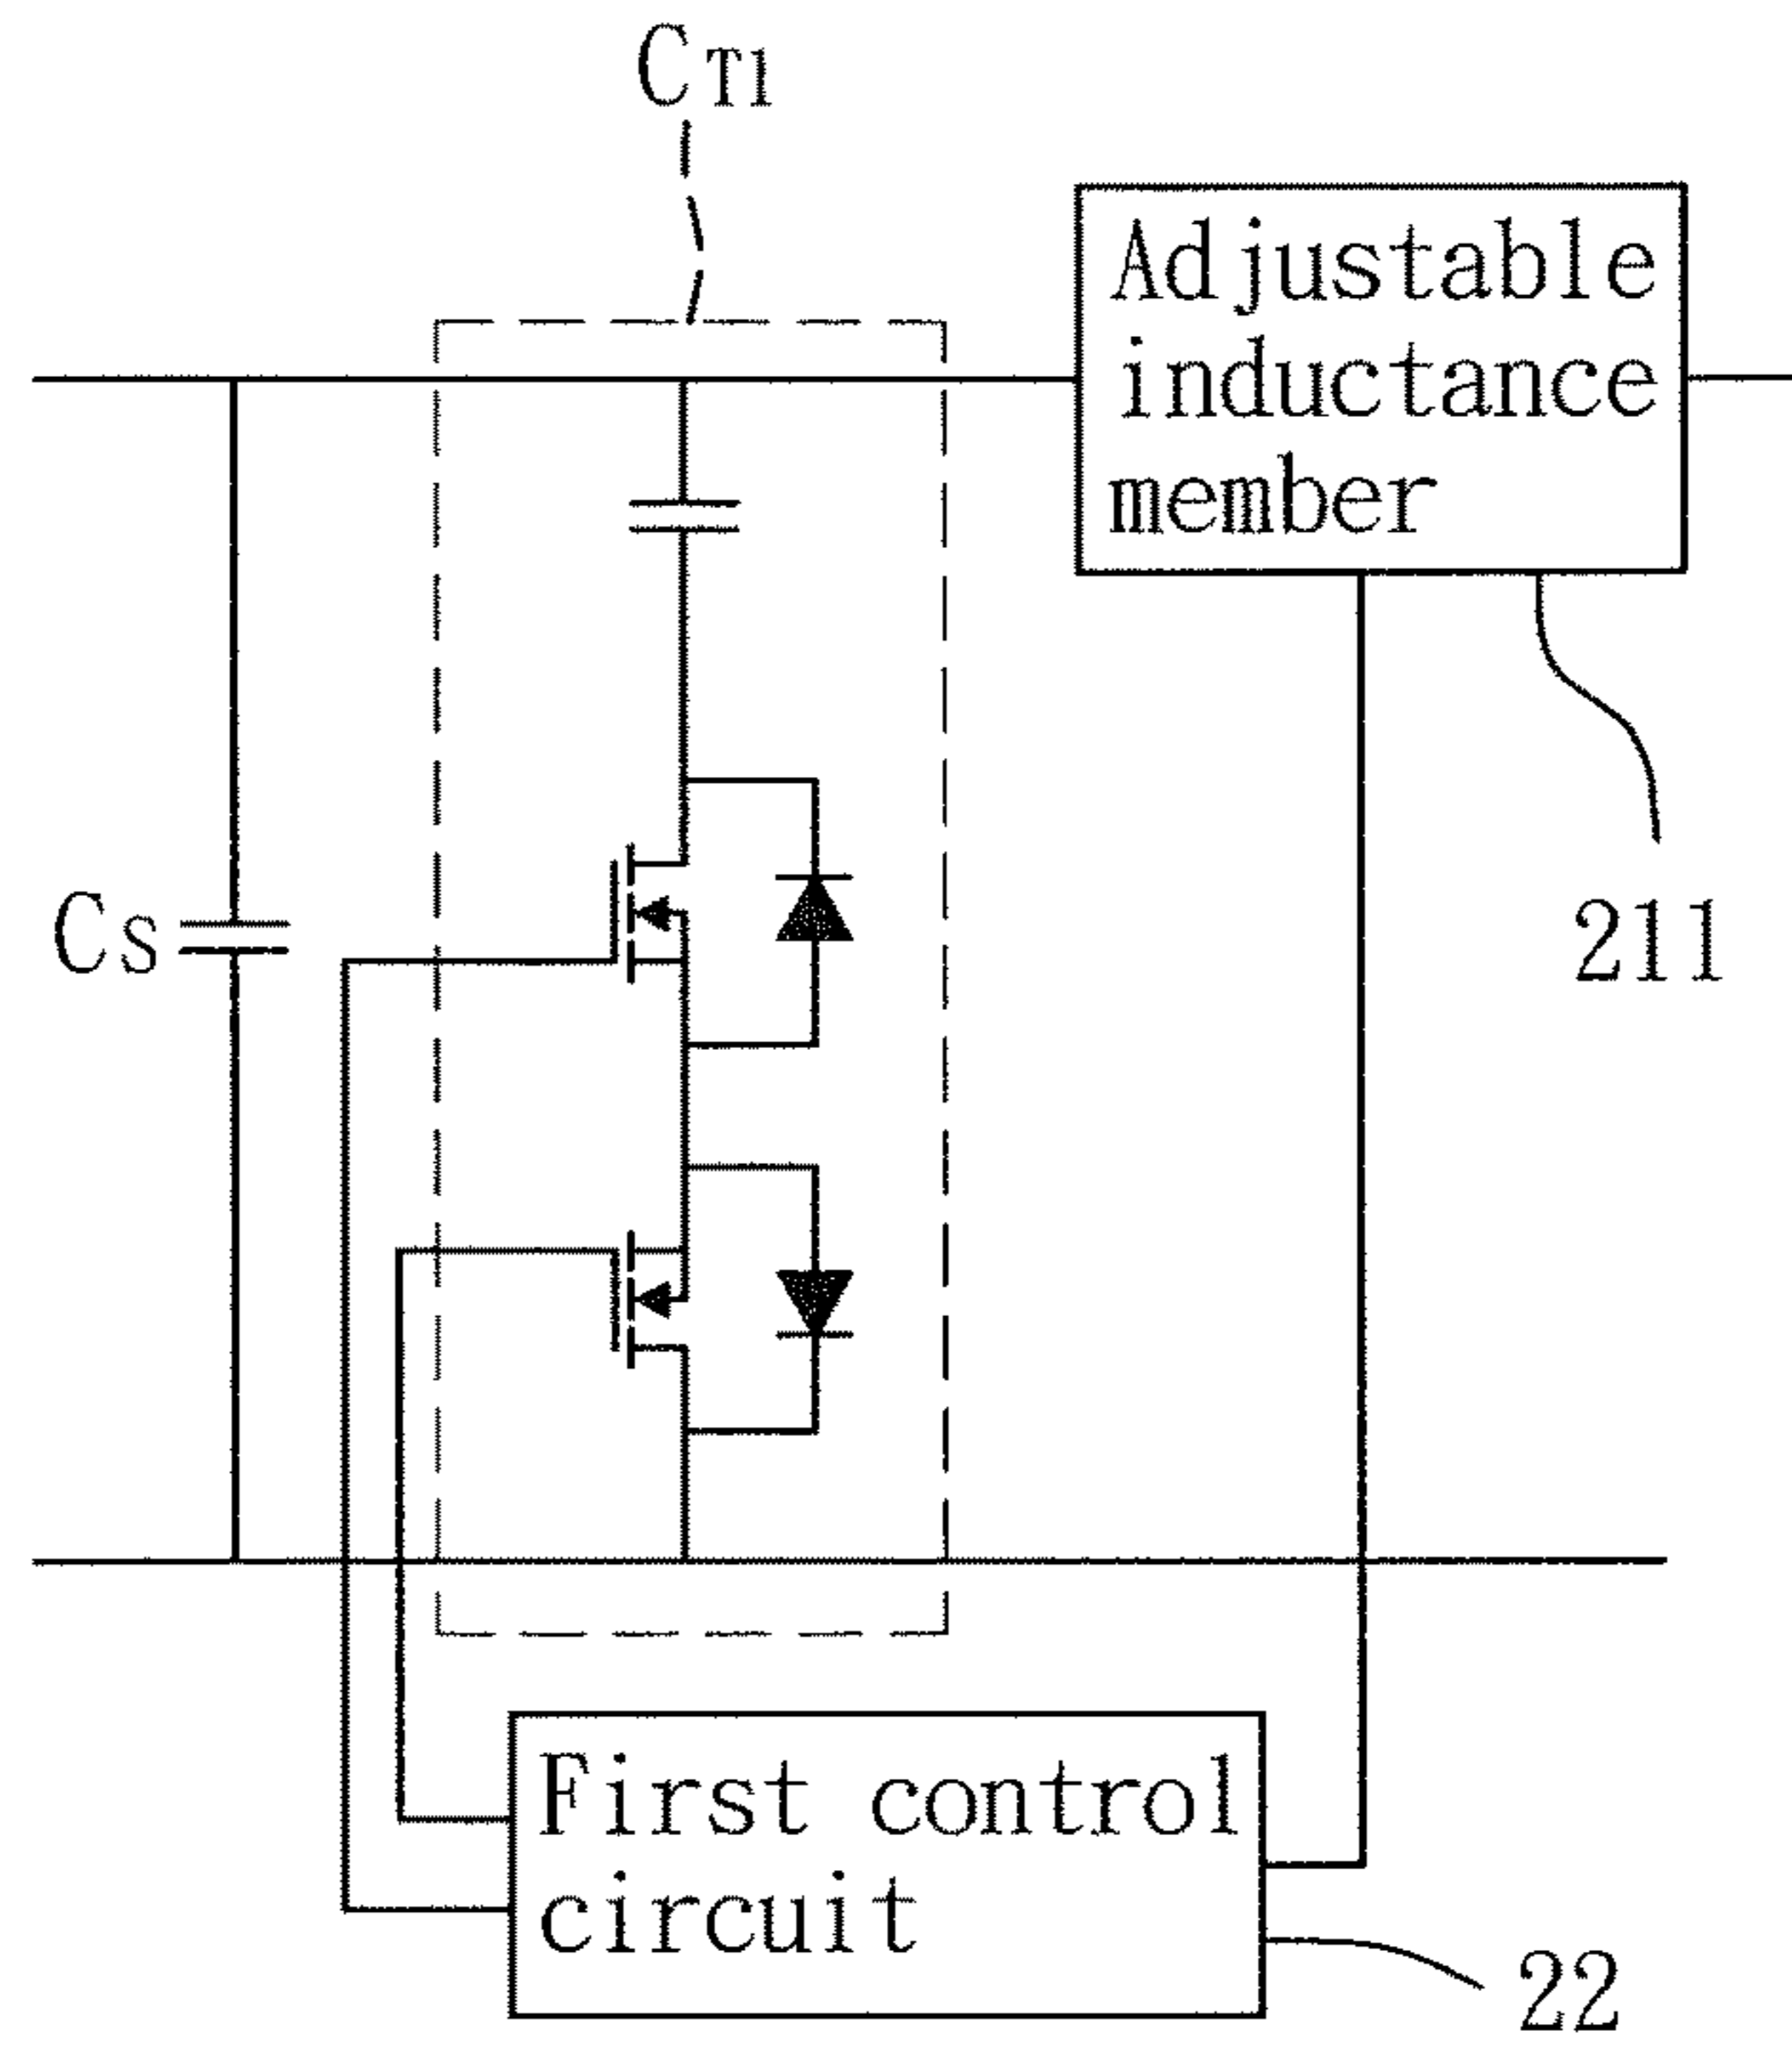 CT1
Adjustable
inductance
member
CS
211
First control
circuit
22